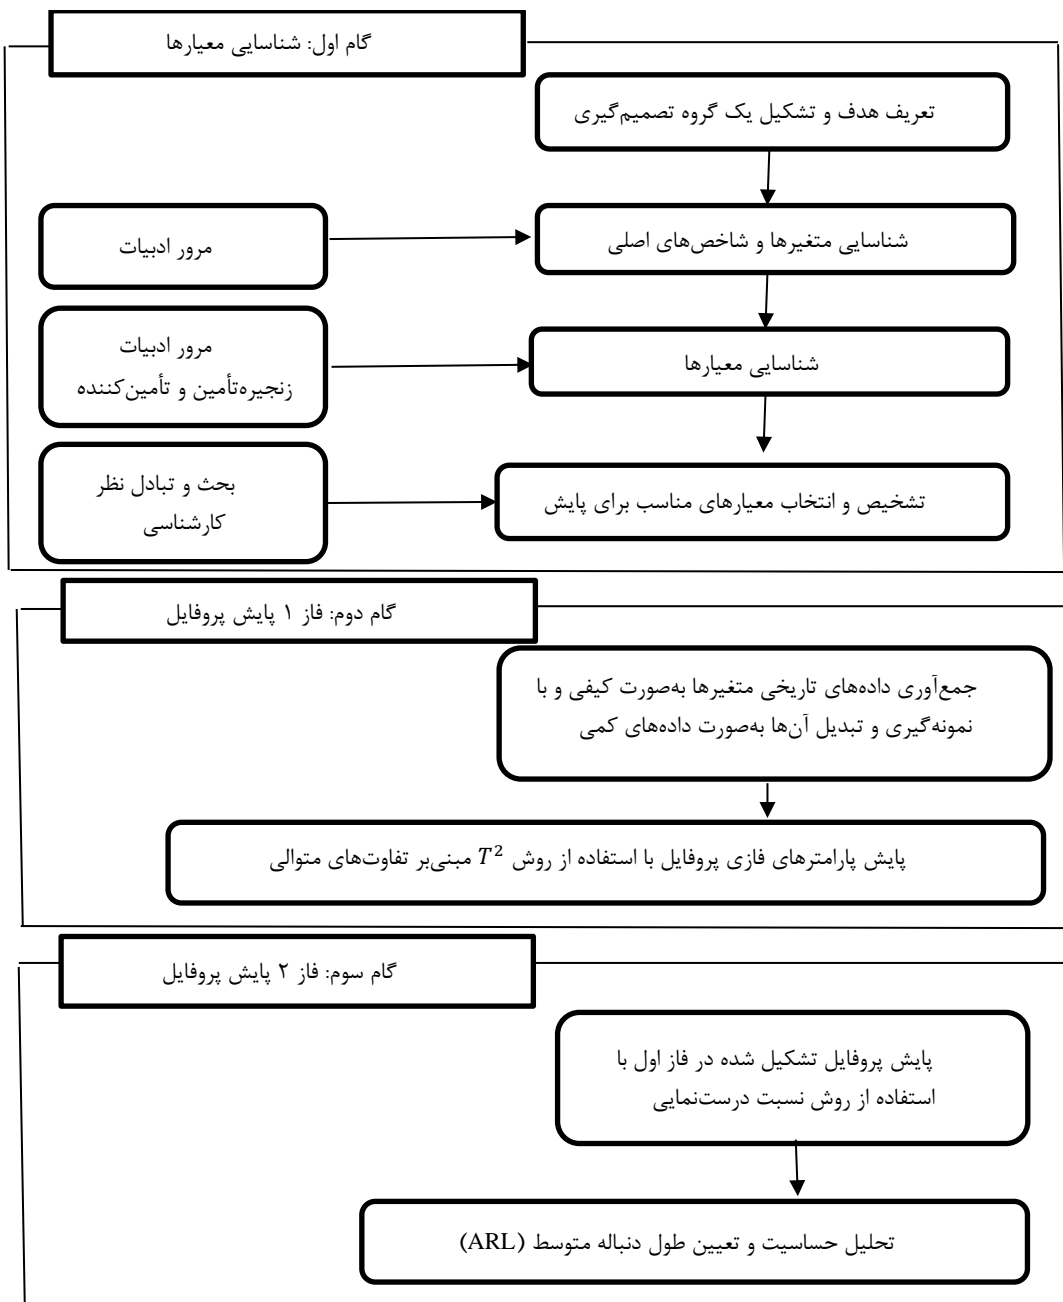 گام اول: شناسایی معیارها
تعریف هدف و تشکیل یک گروه تصمیم‌گیری
شناسایی متغیرها و شاخص‌های اصلی
مرور ادبیات
شناسایی معیارها
مرور ادبیات
زنجیره‌تأمین و تأمین‌کننده
تشخیص و انتخاب معیارهای مناسب برای پایش
بحث و تبادل نظر
کارشناسی
گام دوم: فاز ۱ پایش پروفایل
جمع‌آوری داده‌های تاریخی متغیرها به‌صورت کیفی و با
نمونه‌گیری و تبدیل آن‌ها به‌صورت داده‌های کمی
پایش پارامترهای فازی پروفایل با استفاده از روش T² مبنی‌بر تفاوت‌های متوالی
گام سوم: فاز ۲ پایش پروفایل
پایش پروفایل تشکیل شده در فاز اول با
استفاده از روش نسبت درست‌نمایی
تحلیل حساسیت و تعیین طول دنباله متوسط (ARL)